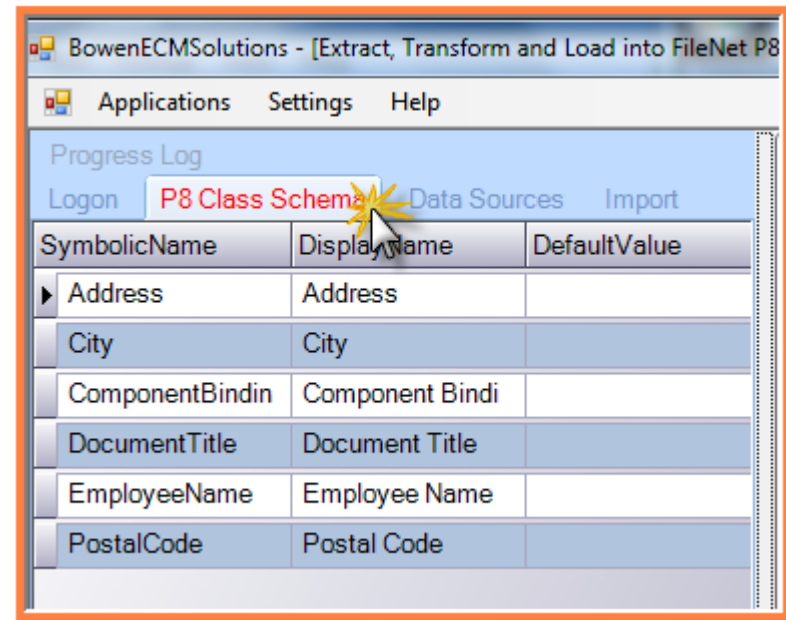 BowenECMSolutions - [Extract, Transform and Load into FileNet P8
Applications Settings Help
Progress Log
Logon P8 Class Schema Data Sources Import
SymbolicName DisplayName DefaultValue
Address Address
City City
ComponentBindin Component Bindi
DocumentTitle Document Title
EmployeeName Employee Name
PostalCode Postal Code